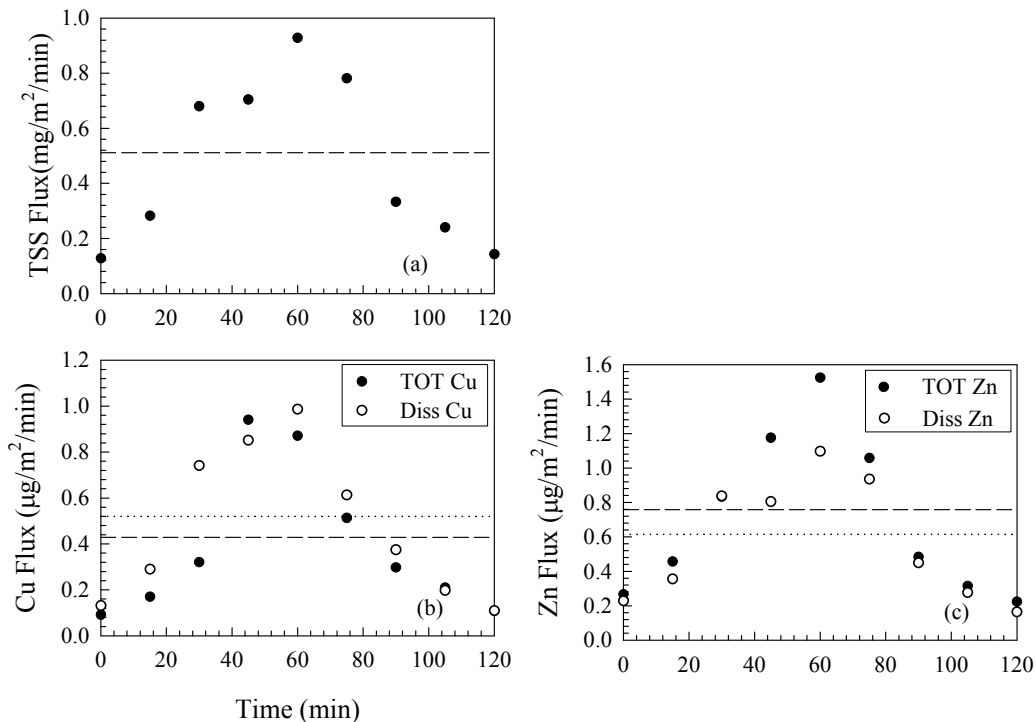 TSS Flux(mg/m²/min)
1.0
0.8
0.6
0.4
0.2
0.0
(a)
0 20 40 60 80 100 120
Cu Flux (µg/m²/min)
1.2
1.0
0.8
0.6
0.4
0.2
0.0
TOT Cu
Diss Cu
(b)
0 20 40 60 80 100 120
Time (min)
Zn Flux (µg/m²/min)
1.6
1.4
1.2
1.0
0.8
0.6
0.4
0.2
0.0
TOT Zn
Diss Zn
(c)
0 20 40 60 80 100 120